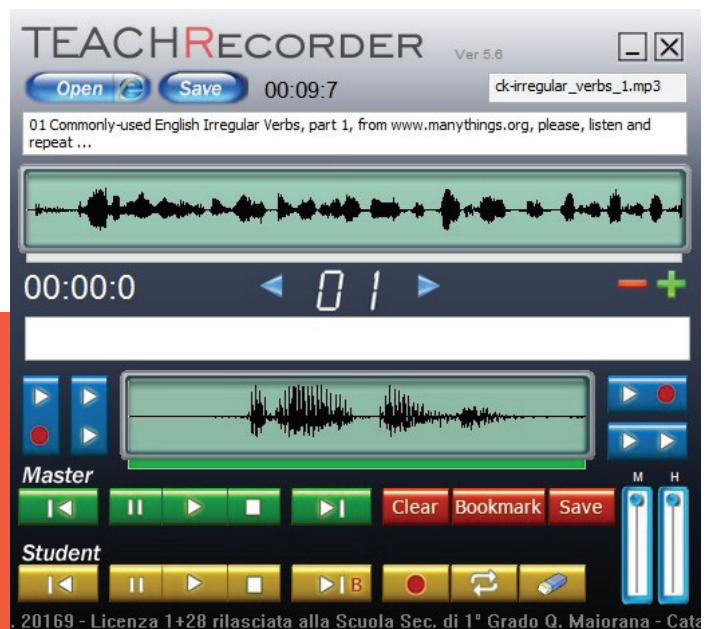 TEACHRECORDER Ver 5.6
Open Save 00:09:7 ck-irregular_verbs_1.mp3
01 Commonly-used English Irregular Verbs, part 1, from www.manythings.org, please, listen and
repeat ...
00:00:0 01
Master
M H
Clear Bookmark Save
Student
B
. 20169 - Licenza 1+28 rilasciata alla Scuola Sec. di 1° Grado Q. Maiorana - Cata